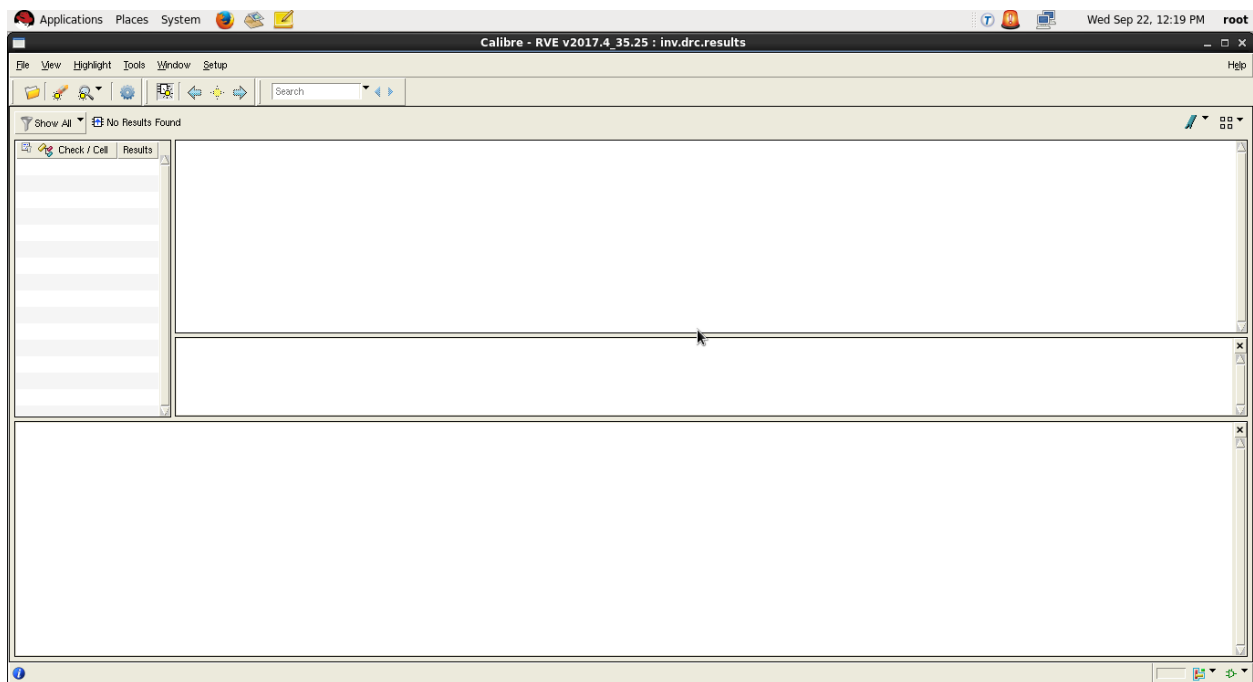 Applications Places System Wed Sep 22, 12:19 PM root
Calibre - RVE v2017.4_35.25 : inv.drc.results
File View Highlight Tools Window Setup Help
Search
Show All No Results Found
Check / Cell Results